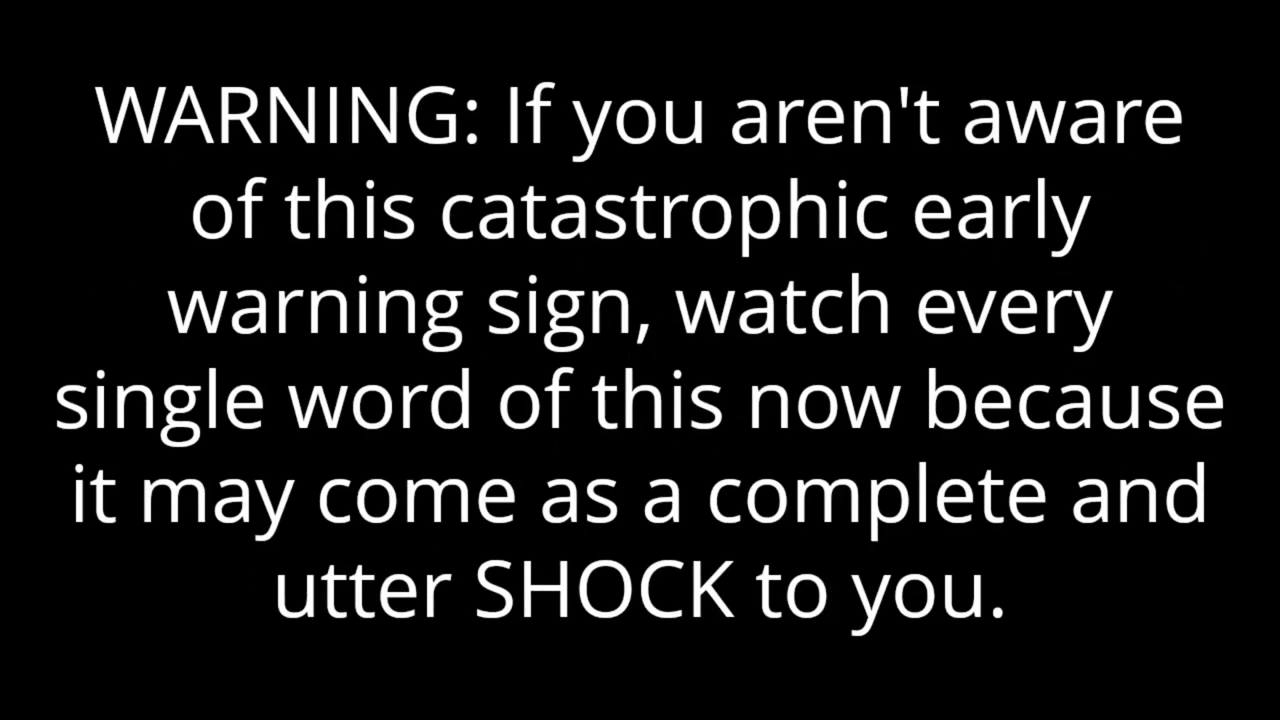 WARNING: If you aren't aware
of this catastrophic early
warning sign, watch every
single word of this now because
it may come as a complete and
utter SHOCK to you.